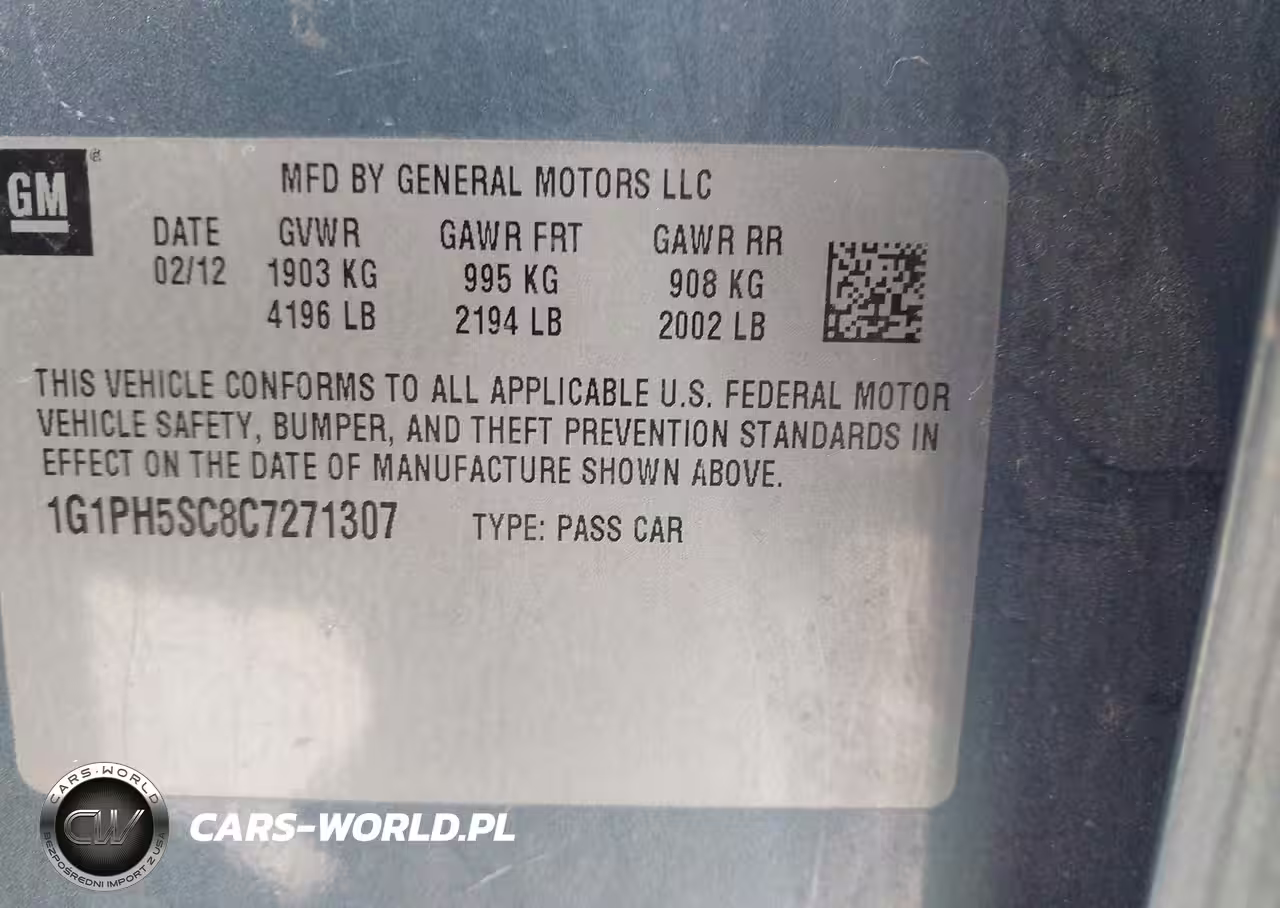 GM
MFD BY GENERAL MOTORS LLC
DATE GVWR GAWR FRT GAWR RR
02/12 1903 KG 995 KG 908 KG
4196 LB 2194 LB 2002 LB
THIS VEHICLE CONFORMS TO ALL APPLICABLE U.S. FEDERAL MOTOR
VEHICLE SAFETY, BUMPER, AND THEFT PREVENTION STANDARDS IN
EFFECT ON THE DATE OF MANUFACTURE SHOWN ABOVE.
1G1PH5SC8C7271307 TYPE: PASS CAR
CARS-WORLD
CW
BEZPOŚREDNI IMPORT Z USA
CARS-WORLD.PL